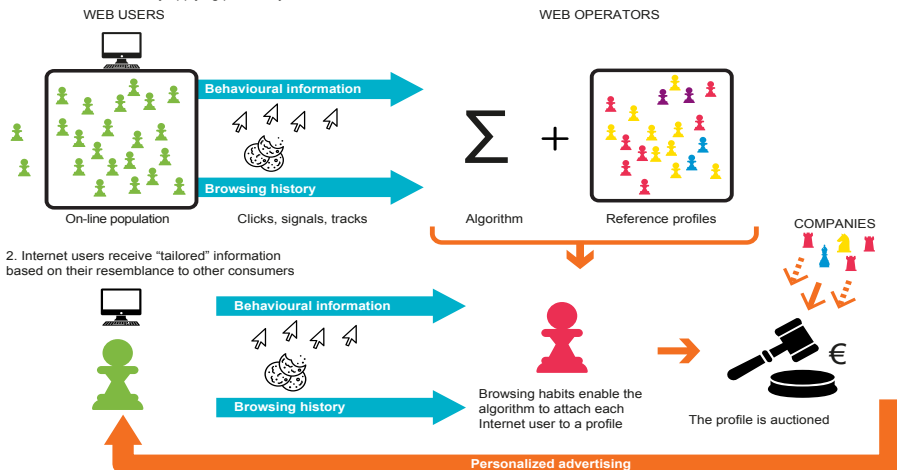 WEB USERS
WEB OPERATORS
Behavioural information
Browsing history
On-line population
Clicks, signals, tracks
Algorithm
Σ
+
Reference profiles
COMPANIES
2. Internet users receive “tailored” information
based on their resemblance to other consumers
Behavioural information
Browsing history
Browsing habits enable the
algorithm to attach each
Internet user to a profile
€
The profile is auctioned
Personalized advertising